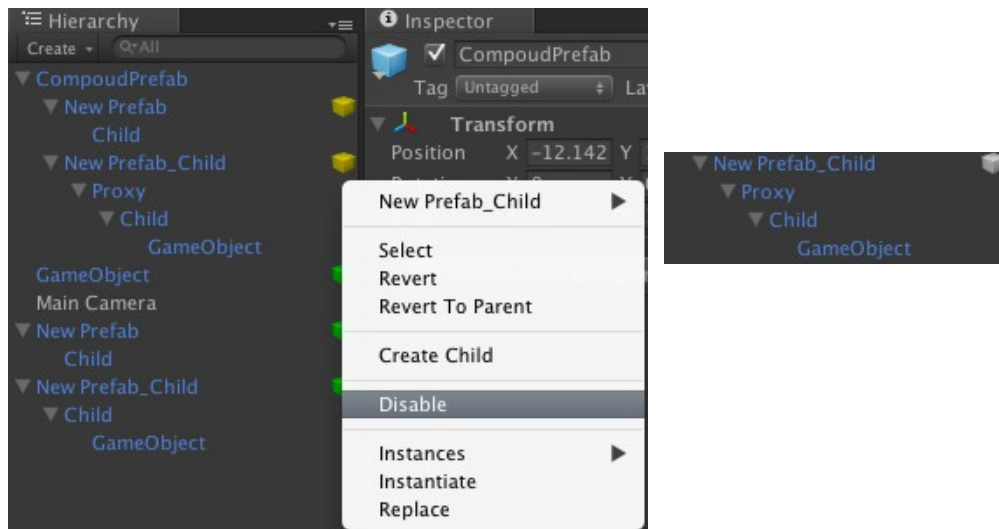 Hierarchy
Create All
CompoudPrefab
New Prefab
Child
New Prefab_Child
Proxy
Child
GameObject
GameObject
Main Camera
New Prefab
Child
New Prefab_Child
Child
GameObject
Inspector
CompoudPrefab
Tag Untagged
Transform
Position X -12.142 Y
New Prefab_Child
Select
Revert
Revert To Parent
Create Child
Disable
Instances
Instantiate
Replace
New Prefab_Child
Proxy
Child
GameObject